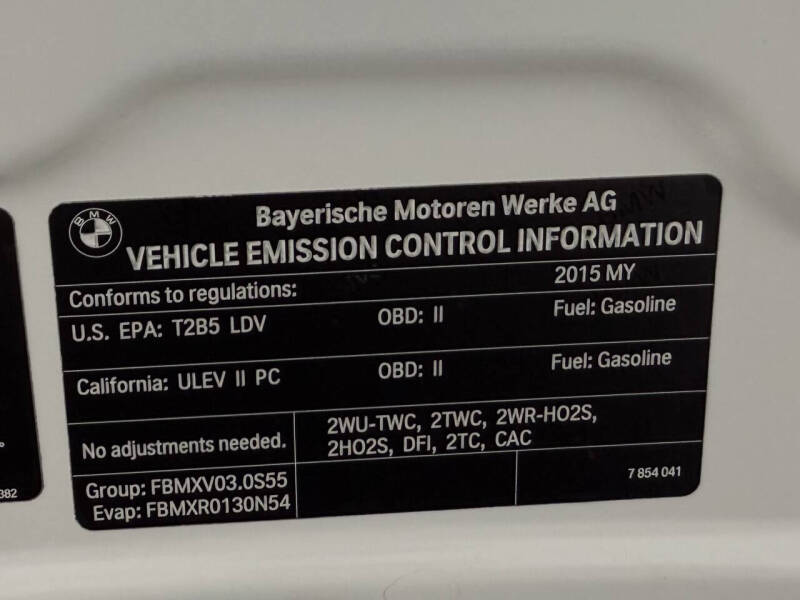 BMW
Bayerische Motoren Werke AG
VEHICLE EMISSION CONTROL INFORMATION
Conforms to regulations: 2015 MY
U.S. EPA: T2B5 LDV OBD: II Fuel: Gasoline
California: ULEV II PC OBD: II Fuel: Gasoline
No adjustments needed.
2WU-TWC, 2TWC, 2WR-HO2S,
2HO2S, DFI, 2TC, CAC
Group: FBMXV03.0S55
Evap: FBMXR0130N54
7 854 041
382